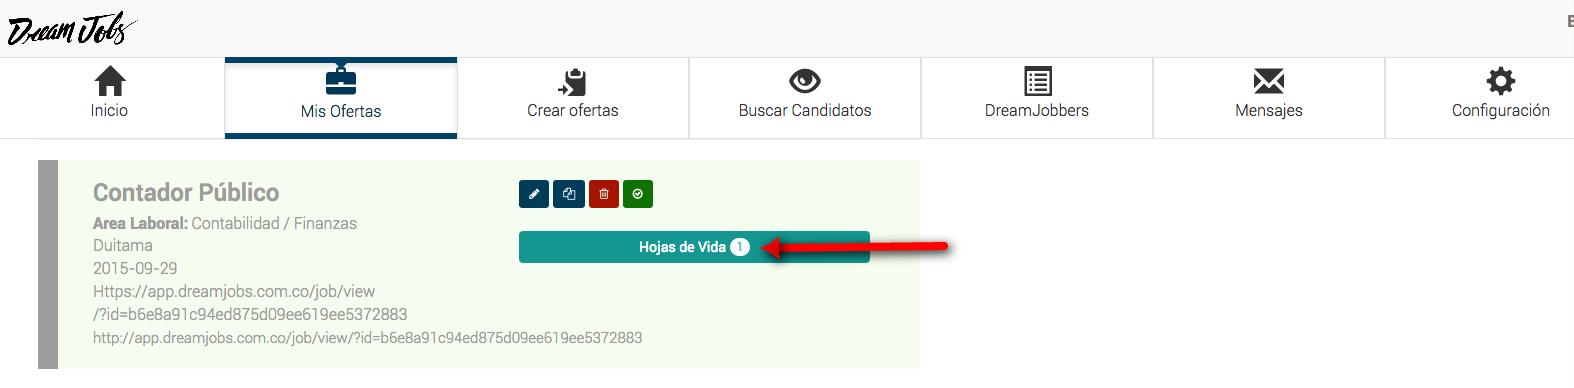 Dream Jobs
Inicio
Mis Ofertas
Crear ofertas
Buscar Candidatos
DreamJobbers
Mensajes
Configuración
Contador Público
Area Laboral: Contabilidad / Finanzas
Duitama
2015-09-29
Https://app.dreamjobs.com.co/job/view
/?id=b6e8a91c94ed875d09ee619ee5372883
http://app.dreamjobs.com.co/job/view/?id=b6e8a91c94ed875d09ee619ee5372883
Hojas de Vida 1